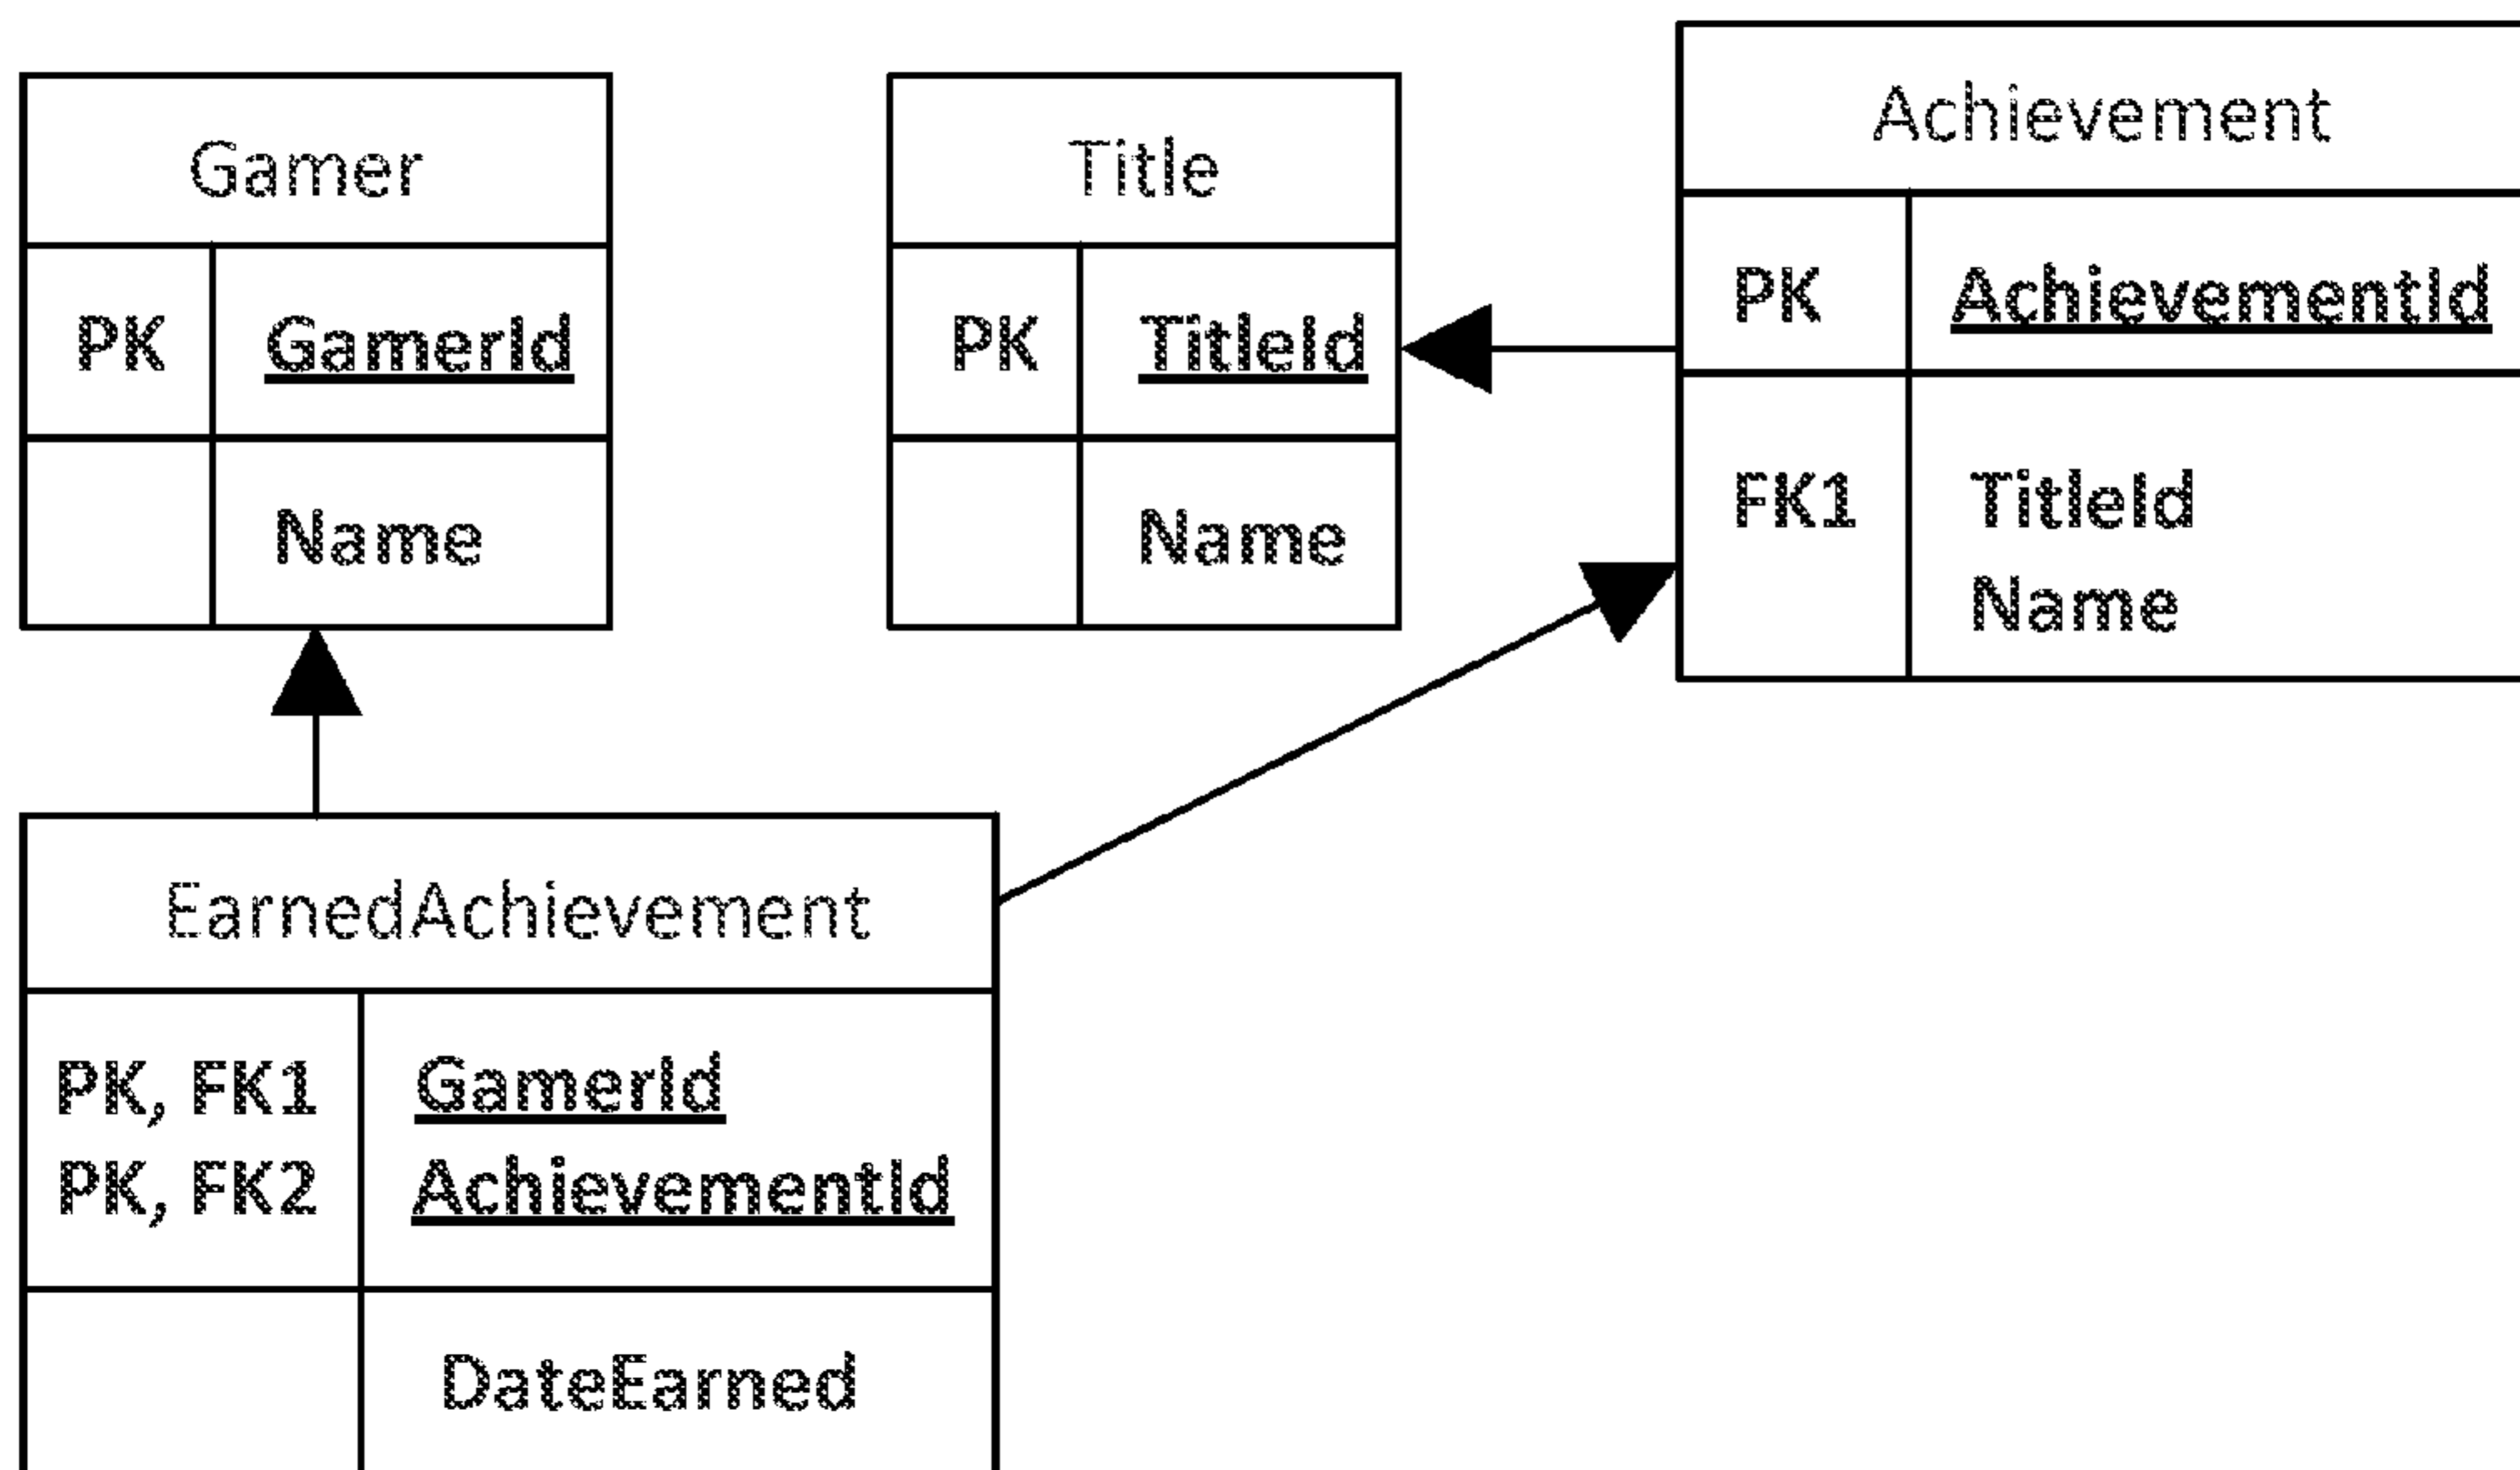 Gamer
PK GamerId
Name
Title
PK TitleId
Name
Achievement
PK AchievementId
FK1 TitleId
Name
EarnedAchievement
PK, FK1 GamerId
PK, FK2 AchievementId
DateEarned